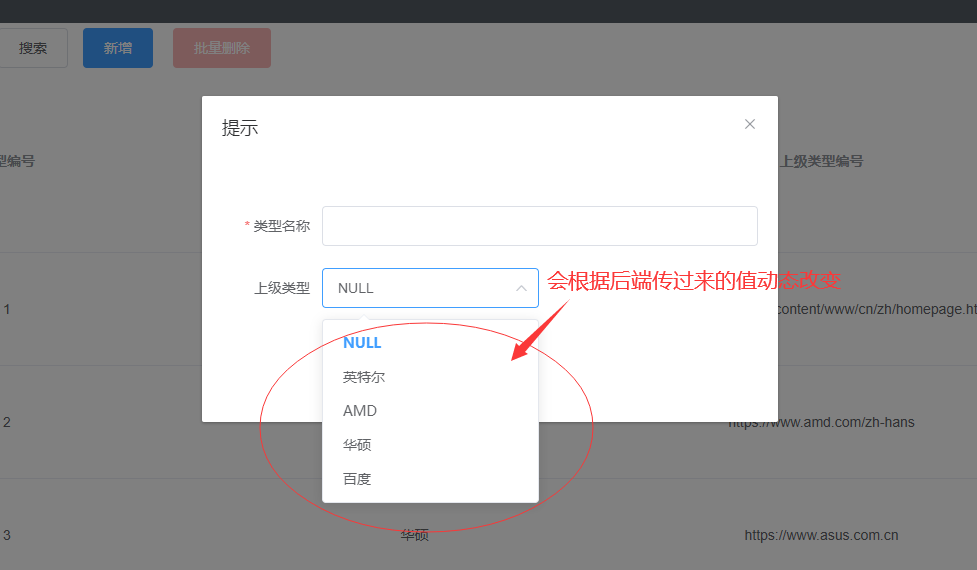 搜索
新增
批量删除
提示
型编号
上级类型编号
* 类型名称
上级类型
NULL
会根据后端传过来的值动态改变
1
content/www/cn/zh/homepage.ht
NULL
英特尔
AMD
华硕
百度
2
https://www.amd.com/zh-hans
3
华硕
https://www.asus.com.cn